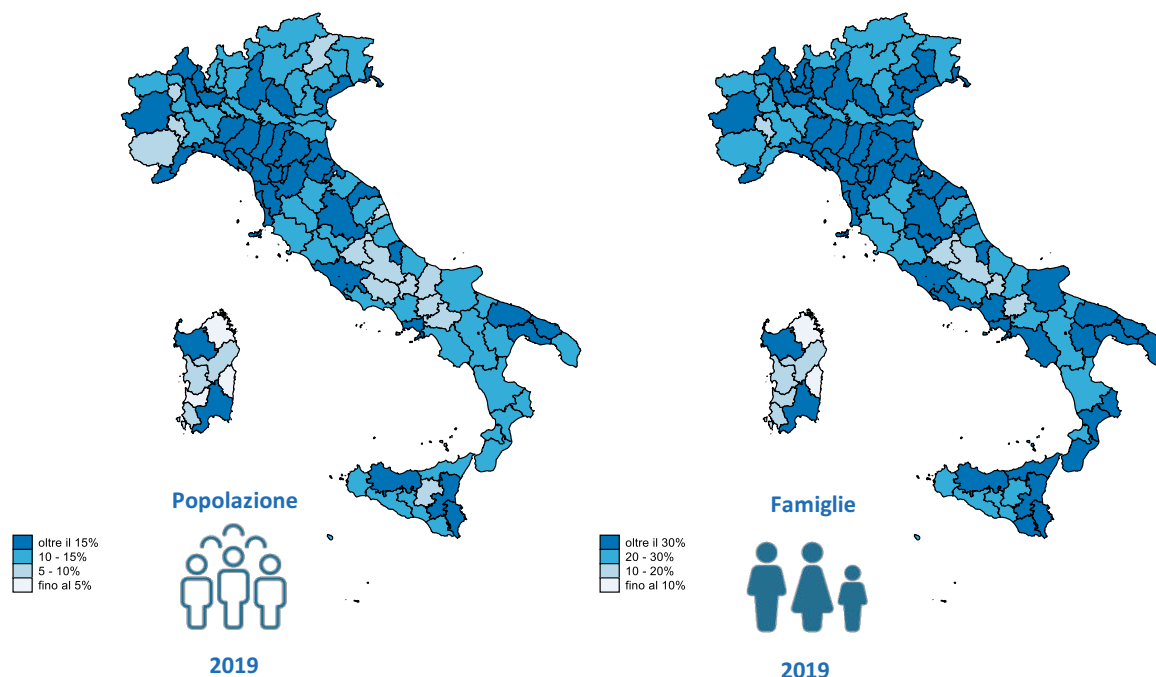 Popolazione
oltre il 15%
10 - 15%
5 - 10%
fino al 5%
2019
Famiglie
oltre il 30%
20 - 30%
10 - 20%
fino al 10%
2019